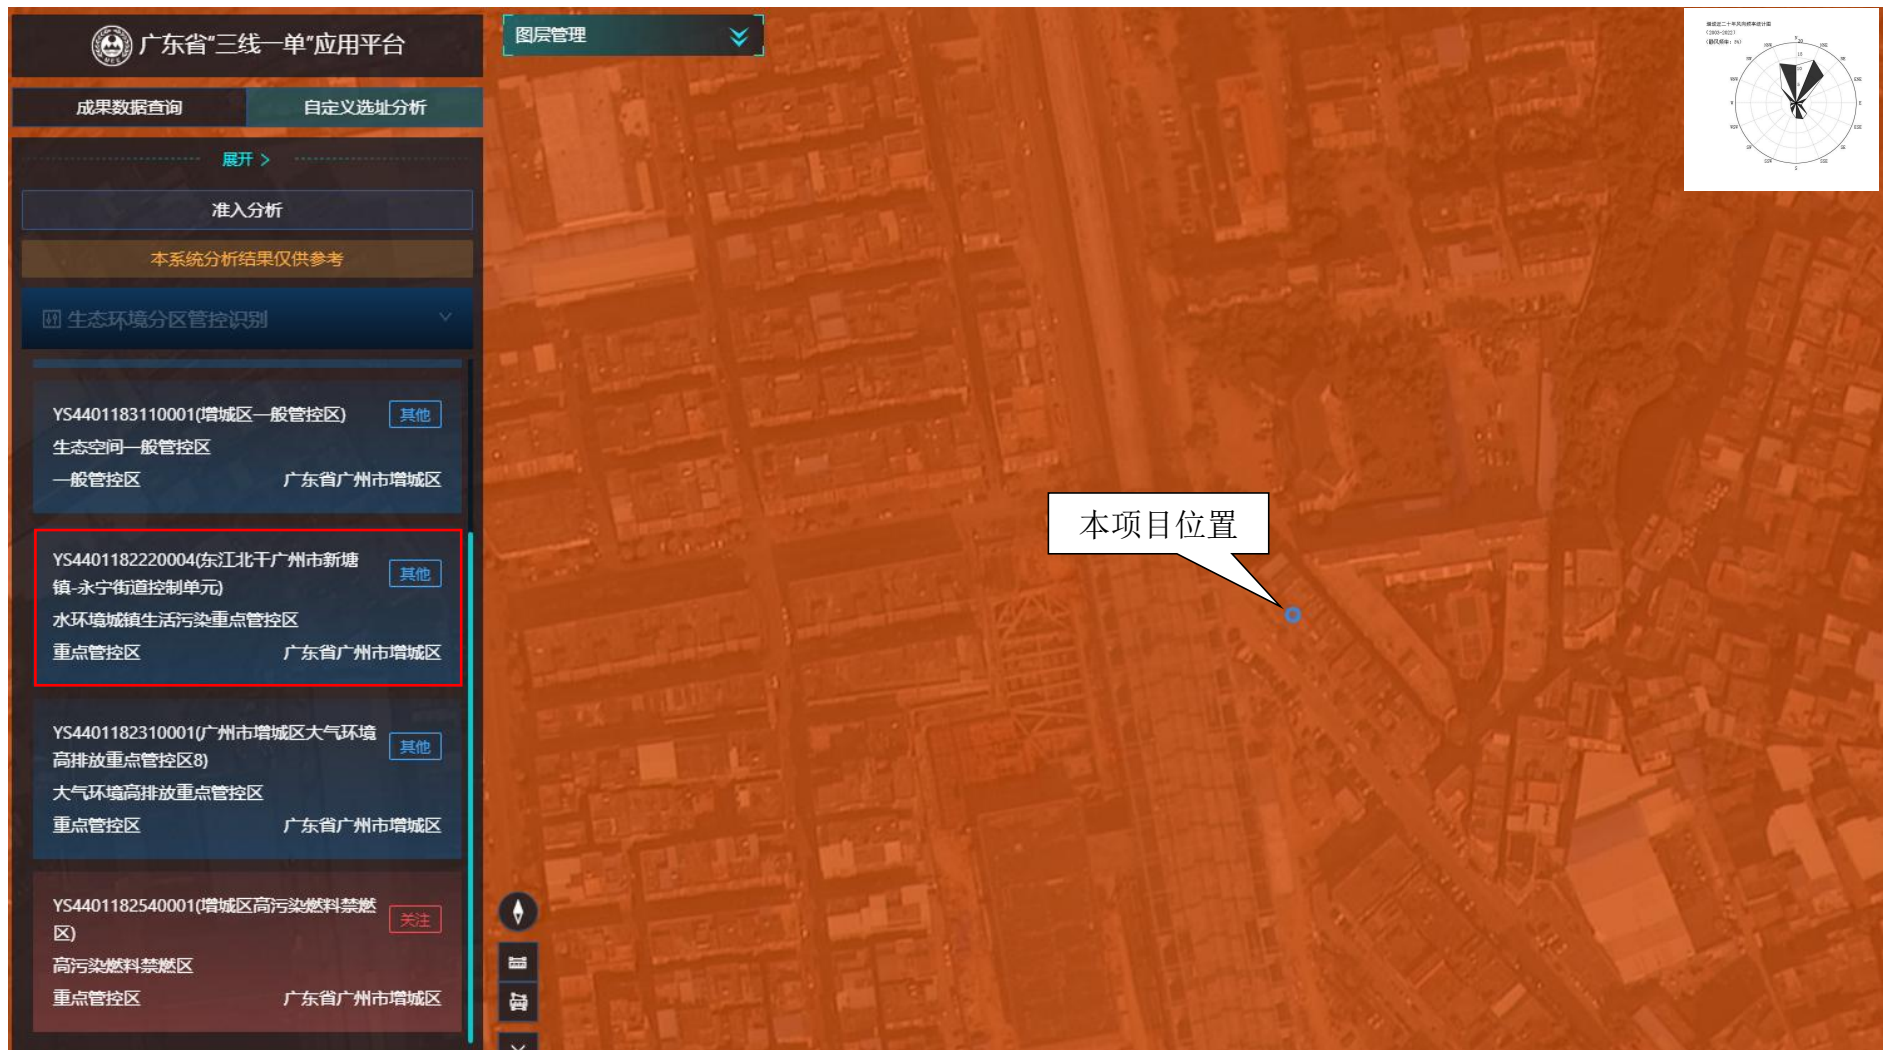 广东省"三线一单"应用平台
成果数据查询
自定义选址分析
展开 >
准入分析
本系统分析结果仅供参考
生态环境分区管控识别
YS4401183110001(增城区一般管控区)
其他
生态空间一般管控区
一般管控区
广东省广州市增城区
YS4401182220004(东江北干广州市新塘
镇-永宁街道控制单元)
其他
水环境城镇生活污染重点管控区
重点管控区
广东省广州市增城区
YS4401182310001(广州市增城区大气环境
高排放重点管控区8)
其他
大气环境高排放重点管控区
重点管控区
广东省广州市增城区
YS4401182540001(增城区高污染燃料禁燃
区)
关注
高污染燃料禁燃区
重点管控区
广东省广州市增城区
图层管理
本项目位置
(2003-2022)